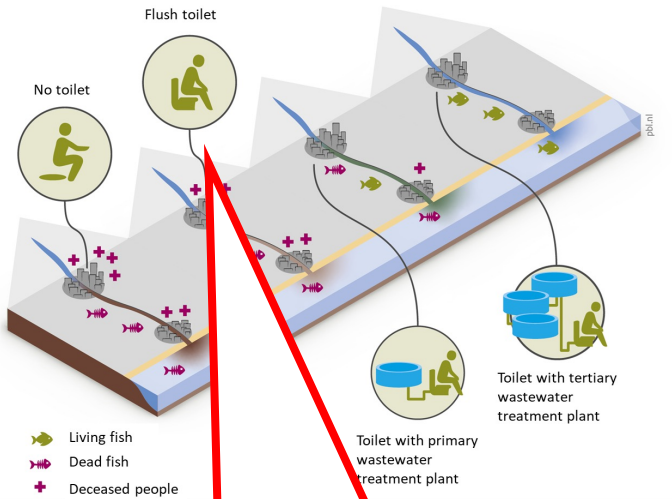 Flush toilet
No toilet
pbl.nl
Toilet with tertiary
wastewater
treatment plant
Toilet with primary
wastewater
treatment plant
Living fish
Dead fish
Deceased people